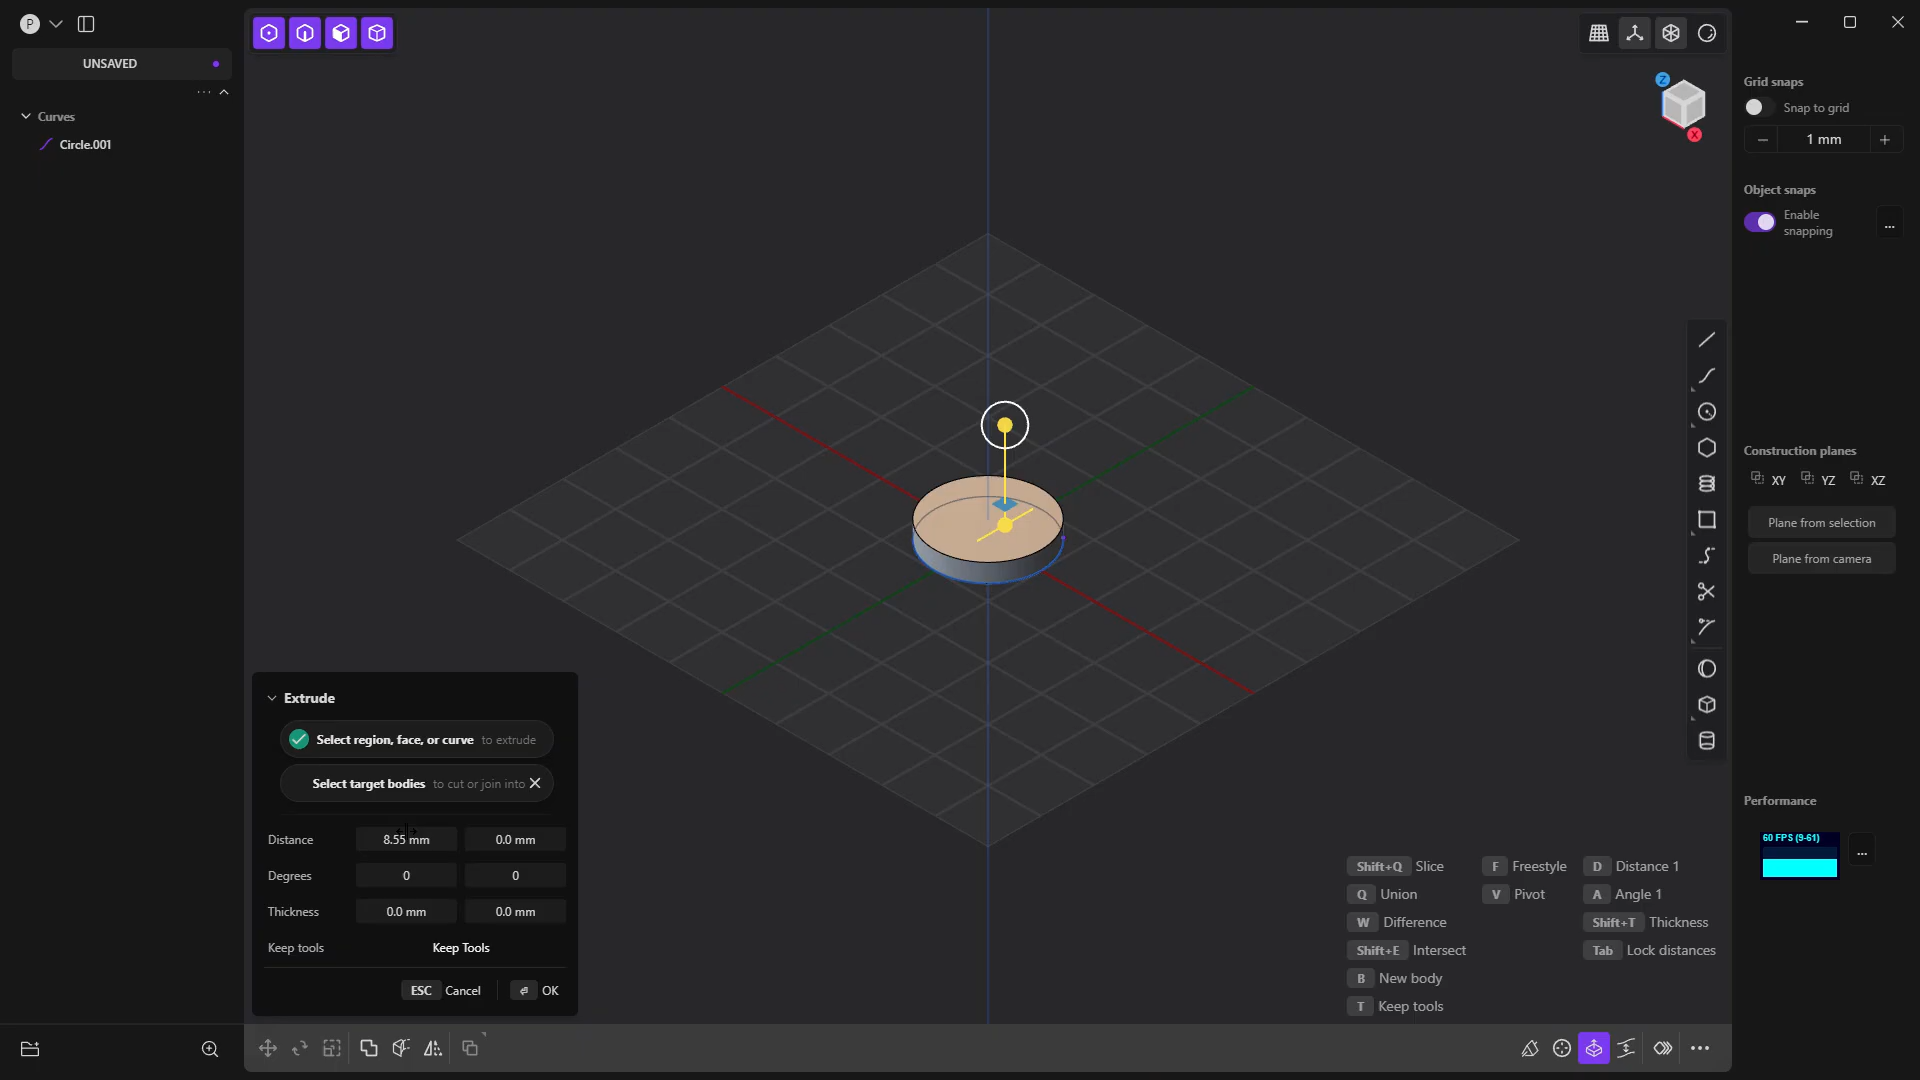 P
UNSAVED
...
Curves
Circle.001
Z
X
Grid snaps
Snap to grid
1 mm
Object snaps
Enable
snapping
...
Construction planes
XY YZ XZ
Plane from selection
Plane from camera
Performance
60 FPS (9-61)
...
Extrude
Select region, face, or curve to extrude
Select target bodies to cut or join into
Distance 8.55 mm 0.0 mm
Degrees 0 0
Thickness 0.0 mm 0.0 mm
Keep tools Keep Tools
ESC Cancel OK
Shift+Q Slice F Freestyle D Distance 1
Q Union V Pivot A Angle 1
W Difference Shift+T Thickness
Shift+E Intersect Tab Lock distances
B New body
T Keep tools